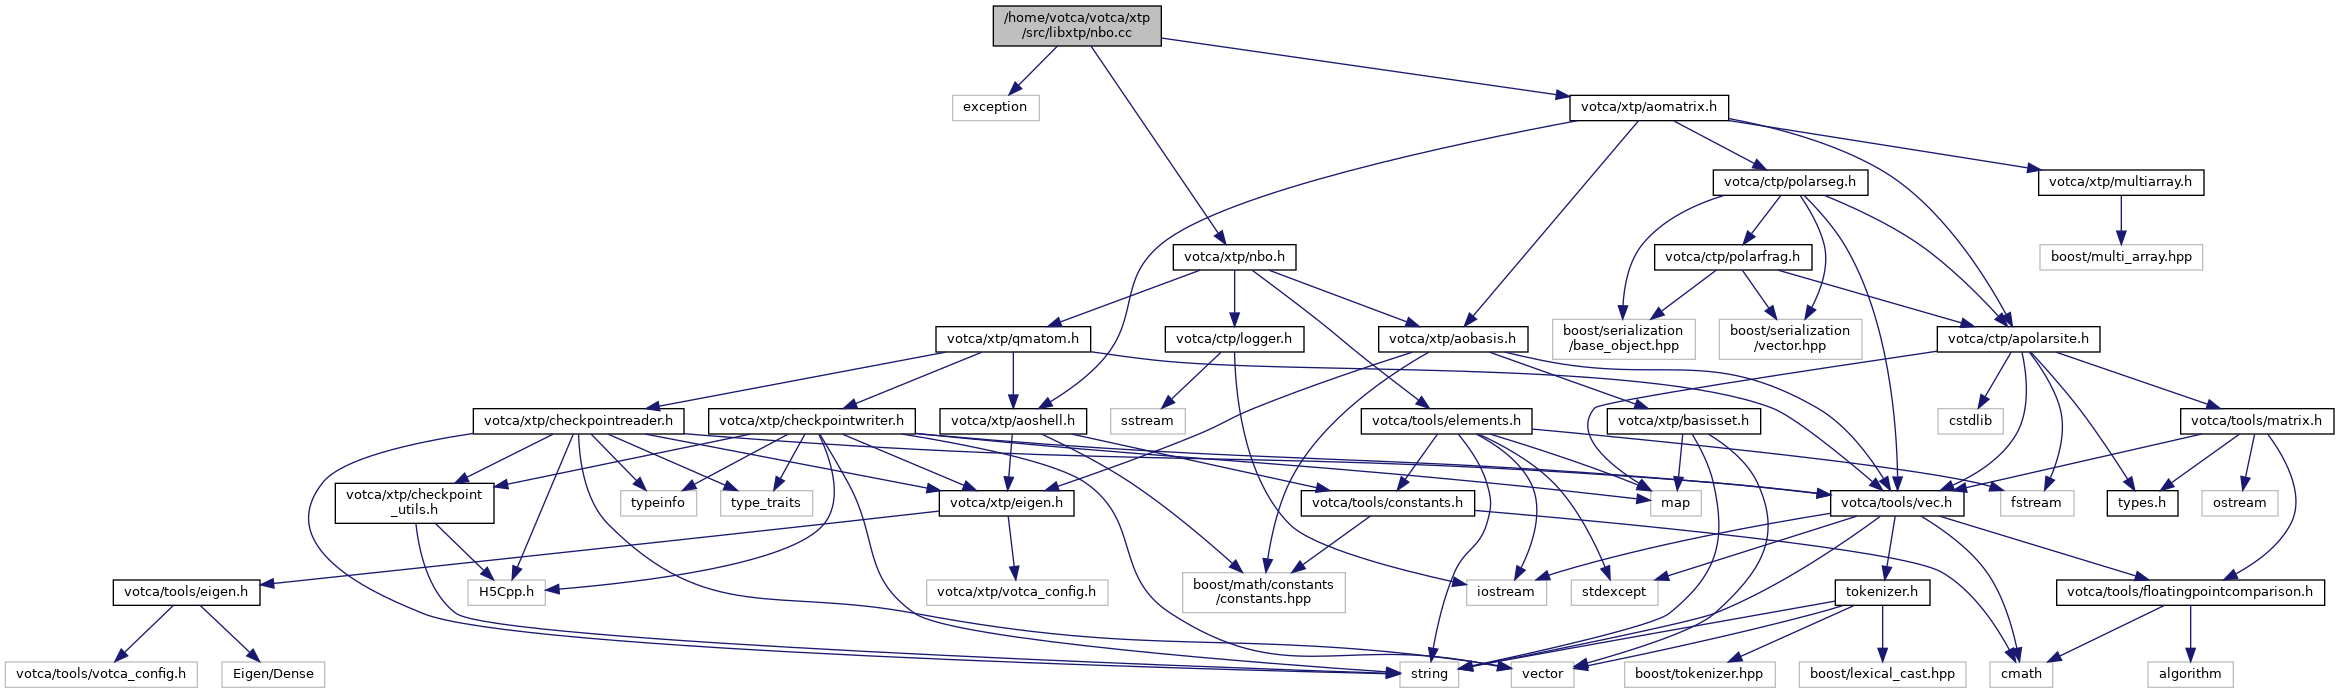 /home/votca/votca/xtp
/src/libxtp/nbo.cc
exception
votca/xtp/aomatrix.h
votca/ctp/polarseg.h
votca/xtp/multiarray.h
votca/xtp/nbo.h
votca/ctp/polarfrag.h
boost/multi_array.hpp
votca/xtp/qmatom.h
votca/ctp/logger.h
votca/xtp/aobasis.h
boost/serialization
/base_object.hpp
boost/serialization
/vector.hpp
votca/ctp/apolarsite.h
votca/xtp/checkpointreader.h
votca/xtp/checkpointwriter.h
votca/xtp/aoshell.h
sstream
votca/tools/elements.h
votca/xtp/basisset.h
cstdlib
votca/tools/matrix.h
votca/xtp/checkpoint
_utils.h
typeinfo
type_traits
votca/xtp/eigen.h
votca/tools/constants.h
map
votca/tools/vec.h
fstream
types.h
ostream
votca/tools/eigen.h
H5Cpp.h
votca/xtp/votca_config.h
boost/math/constants
/constants.hpp
iostream
stdexcept
tokenizer.h
votca/tools/floatingpointcomparison.h
votca/tools/votca_config.h
Eigen/Dense
string
vector
boost/tokenizer.hpp
boost/lexical_cast.hpp
cmath
algorithm